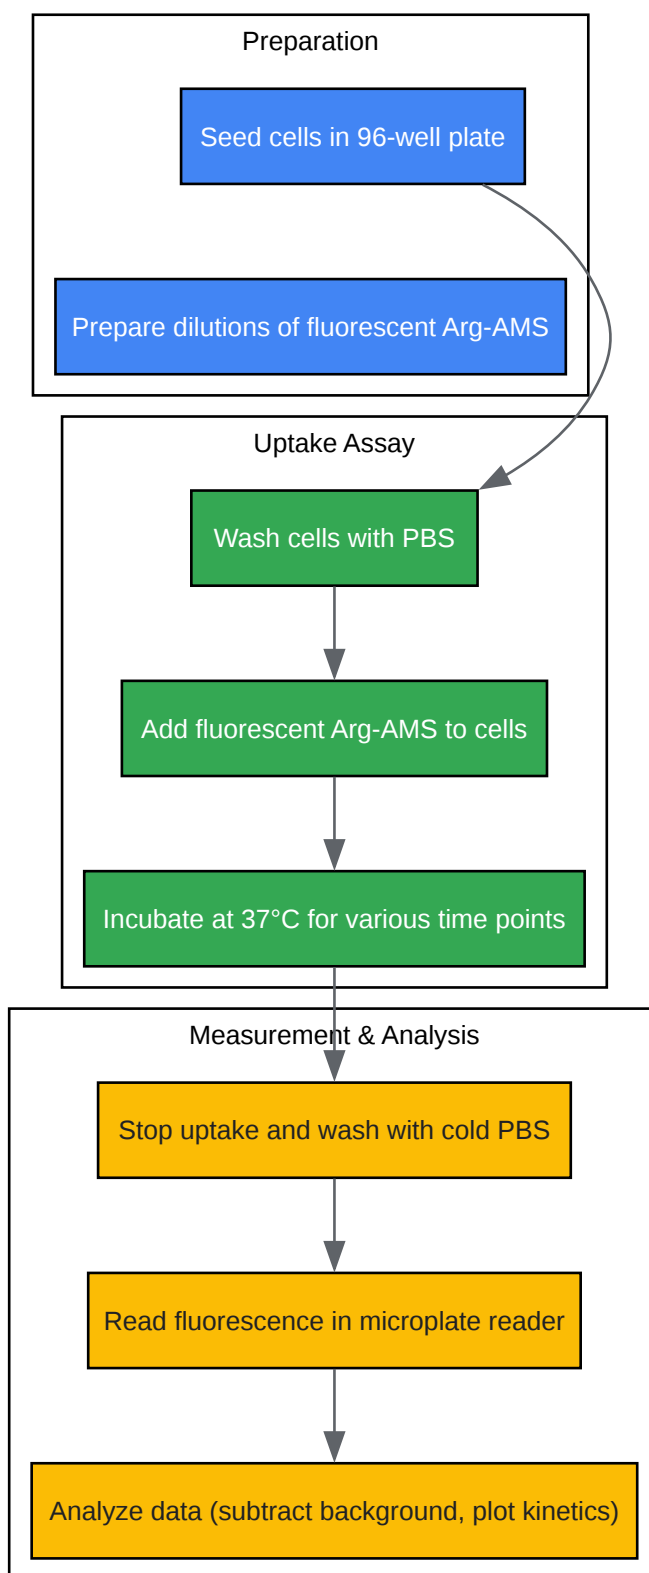 Preparation
Seed cells in 96-well plate
Prepare dilutions of fluorescent Arg-AMS
Uptake Assay
Wash cells with PBS
Add fluorescent Arg-AMS to cells
Incubate at 37°C for various time points
Measurement & Analysis
Stop uptake and wash with cold PBS
Read fluorescence in microplate reader
Analyze data (subtract background, plot kinetics)